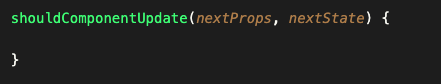 shouldComponentUpdate(nextProps, nextState) {
}